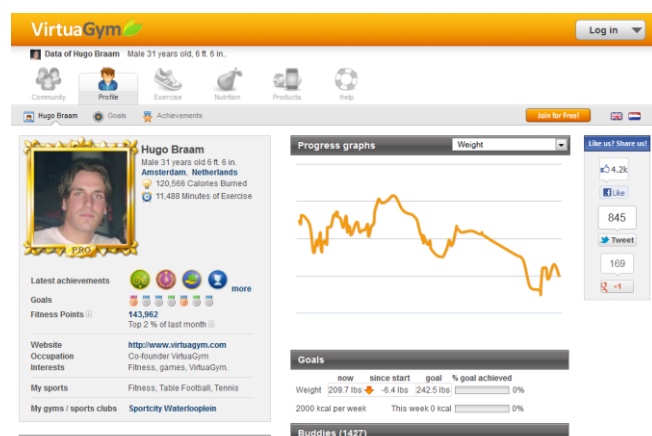 VirtuaGym
Log in
Data of Hugo Braam Male 31 years old, 6 ft. 6 in..
Community Profile Exercise Nutrition Products Help
Hugo Braam Goals Achievements Join for Free!
Hugo Braam
Male 31 years old 6 ft. 6 in.
Amsterdam, Netherlands
120,566 Calories Burned
11,488 Minutes of Exercise
PRO
Latest achievements more
Goals
Fitness Points 143,962
Top 2 % of last month
Website http://www.virtuagym.com
Occupation Co-founder VirtuaGym
Interests Fitness, games, VirtuaGym,
My sports Fitness, Table Football, Tennis
My gyms / sports clubs Sportcity Waterlooplein
Progress graphs Weight
Goals
now since start goal % goal achieved
Weight 209.7 lbs -6.4 lbs 242.5 lbs 0%
2000 kcal per week This week 0 kcal 0%
Buddies (1427)
Like us? Share us!
4.2k
Like
845
Tweet
169
+1